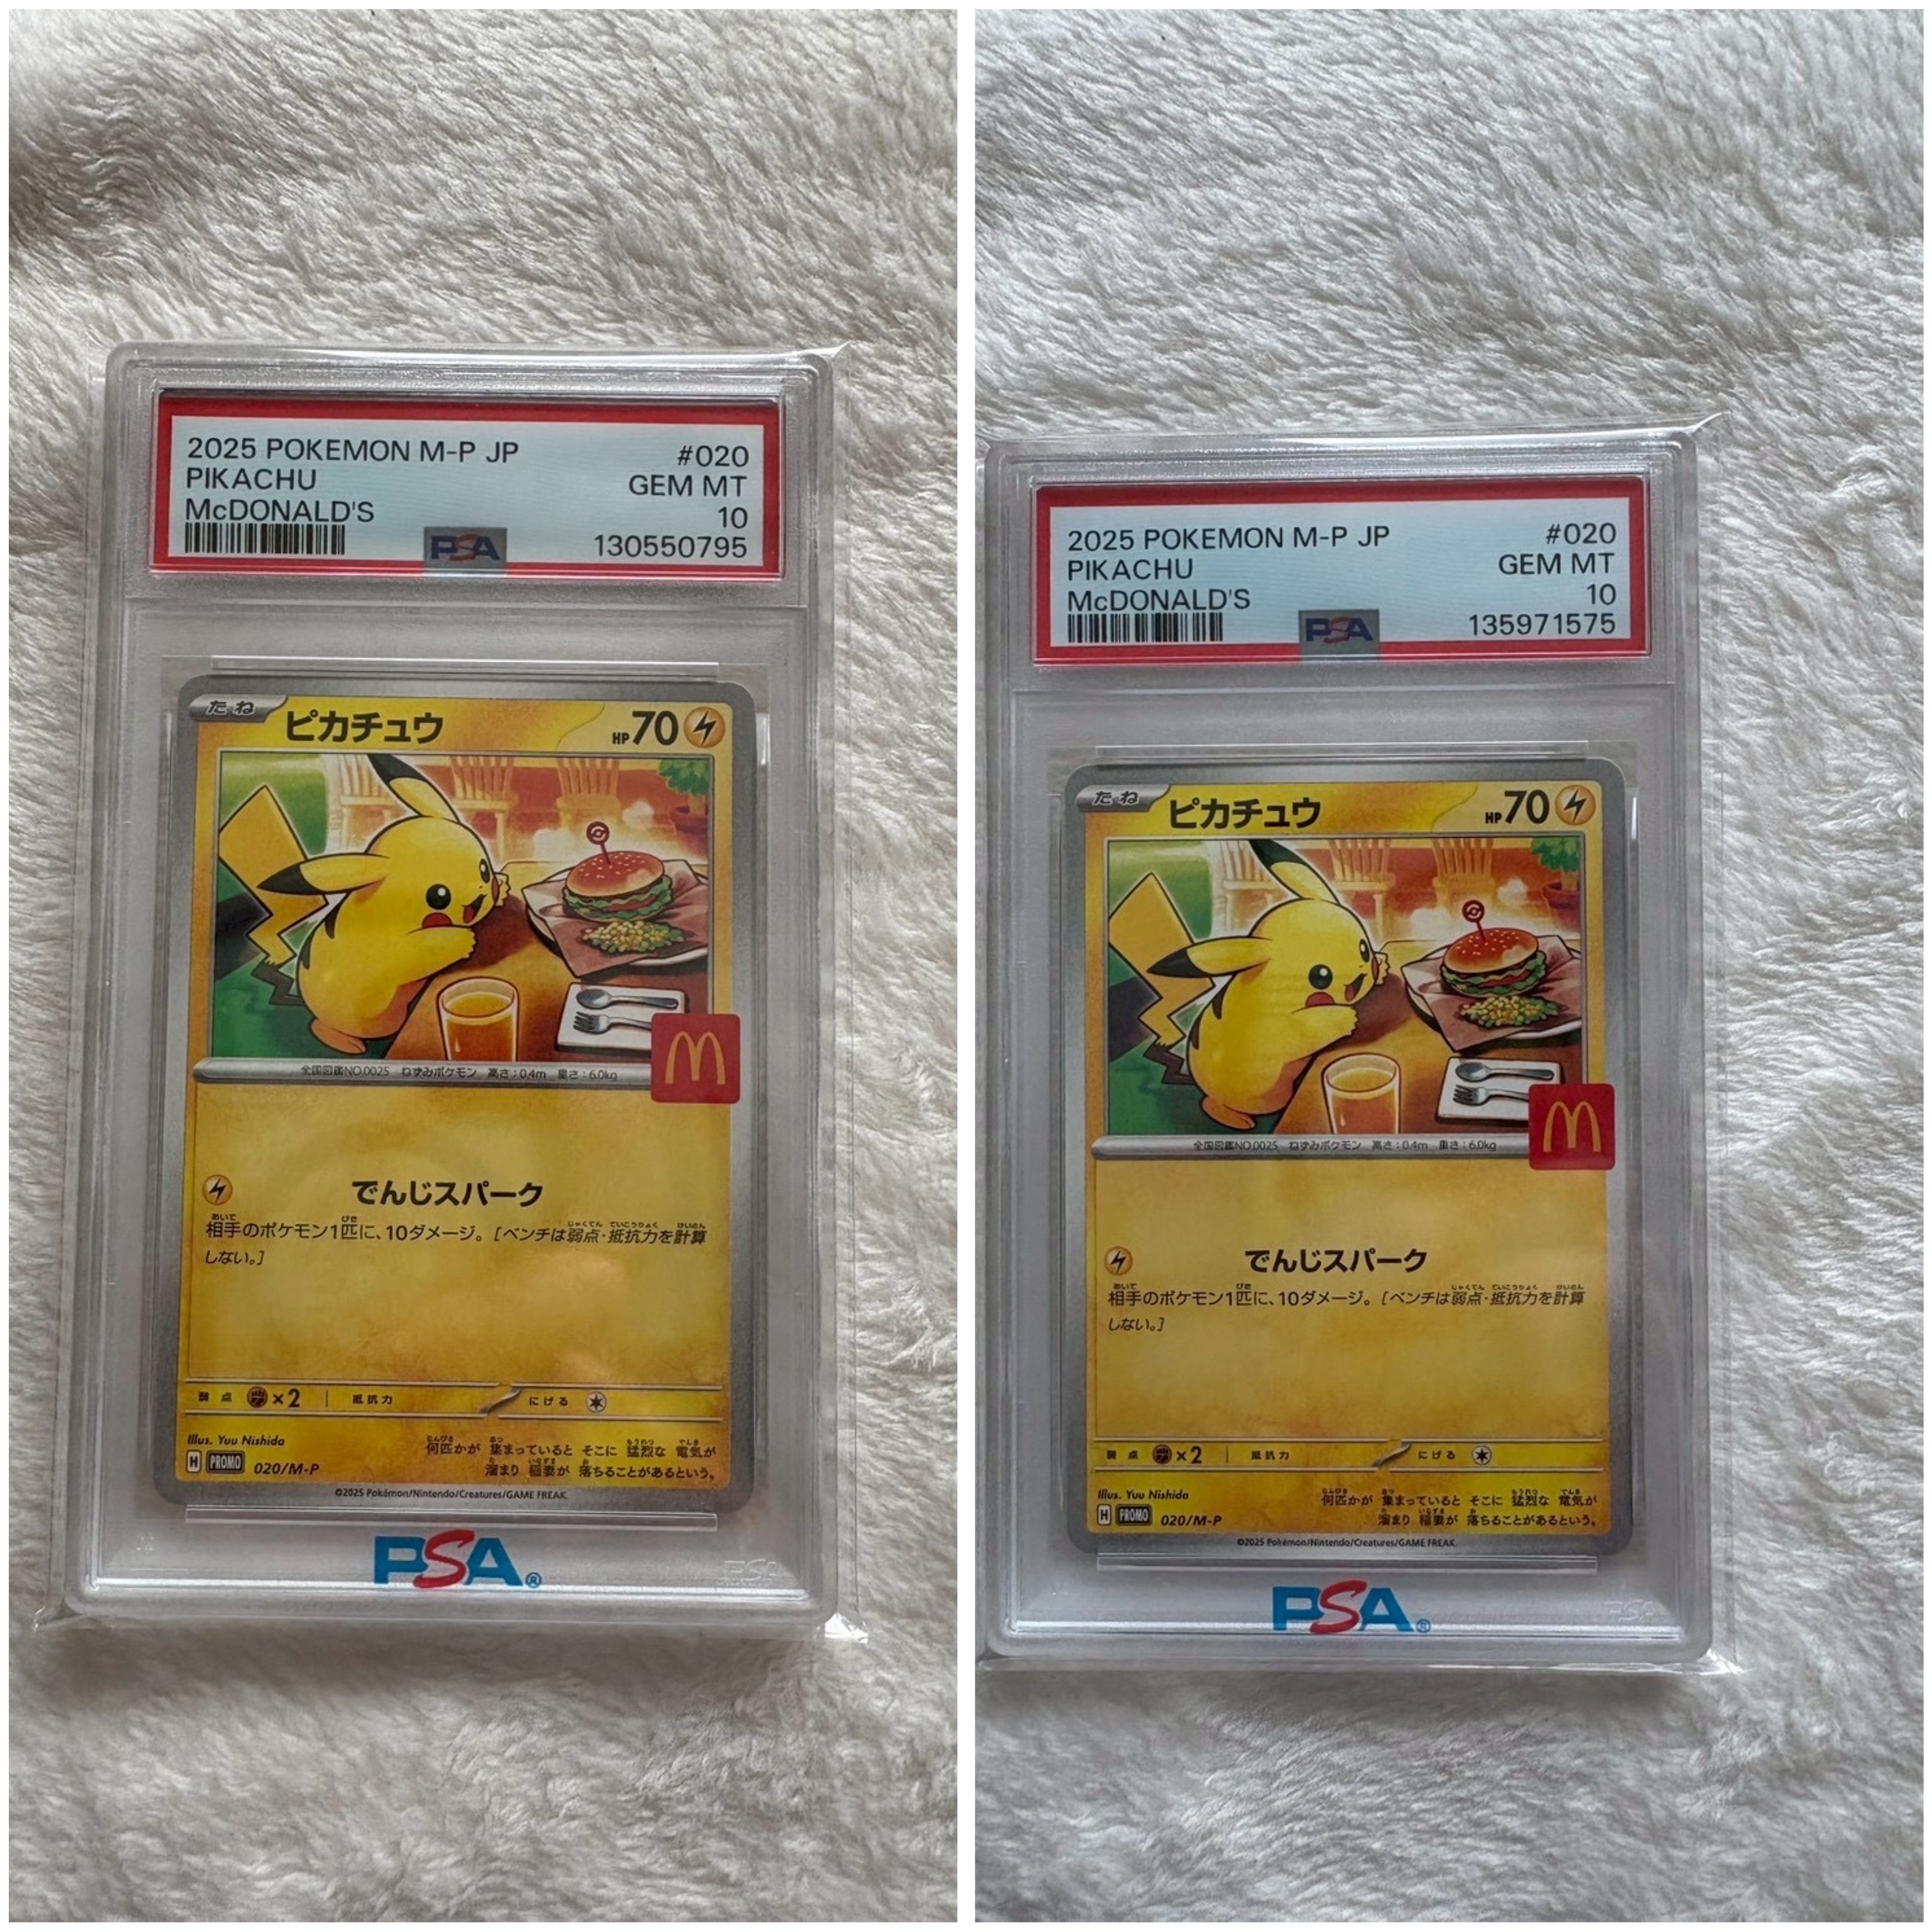 2025 POKEMON M-P JP #020
PIKACHU GEM MT
McDONALD'S 10
PSA 130550795
たね ピカチュウ HP70
M
全国図鑑NO.0025 ねずみポケモン 高さ:0.4m 重さ:6.0kg
でんじスパーク
相手のポケモン1匹に、10ダメージ。[ベンチは弱点・抵抗力を計算
しない。]
弱点 ×2 抵抗力 にげる
Illus. Yuu Nishida
何匹かが 集まっていると そこに 猛烈な 電気が
H PROMO 020/M-P
溜まり 稲妻が 落ちることがあるという。
©2025 Pokémon/Nintendo/Creatures/GAME FREAK.
PSA®
PSA
2025 POKEMON M-P JP #020
PIKACHU GEM MT
McDONALD'S 10
PSA 135971575
たね ピカチュウ HP70
M
全国図鑑NO.0025 ねずみポケモン 高さ:0.4m 重さ:6.0kg
でんじスパーク
相手のポケモン1匹に、10ダメージ。[ベンチは弱点・抵抗力を計算
しない。]
弱点 ×2 抵抗力 にげる
Illus. Yuu Nishida
何匹かが 集まっていると そこに 猛烈な 電気が
H PROMO 020/M-P
溜まり 稲妻が 落ちることがあるという。
©2025 Pokémon/Nintendo/Creatures/GAME FREAK.
PSA®
PSA